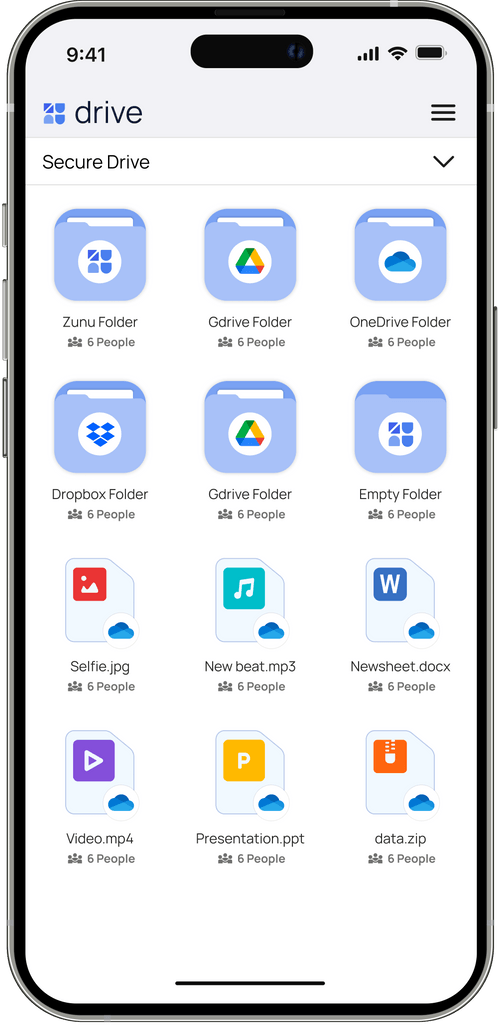 9:41
drive
Secure Drive
Zunu Folder
Gdrive Folder
OneDrive Folder
6 People
6 People
6 People
Dropbox Folder
Gdrive Folder
Empty Folder
6 People
6 People
6 People
W
Selfie.jpg
New beat.mp3
Newsheet.docx
6 People
6 People
6 People
P
Video.mp4
Presentation.ppt
data.zip
6 People
6 People
6 People